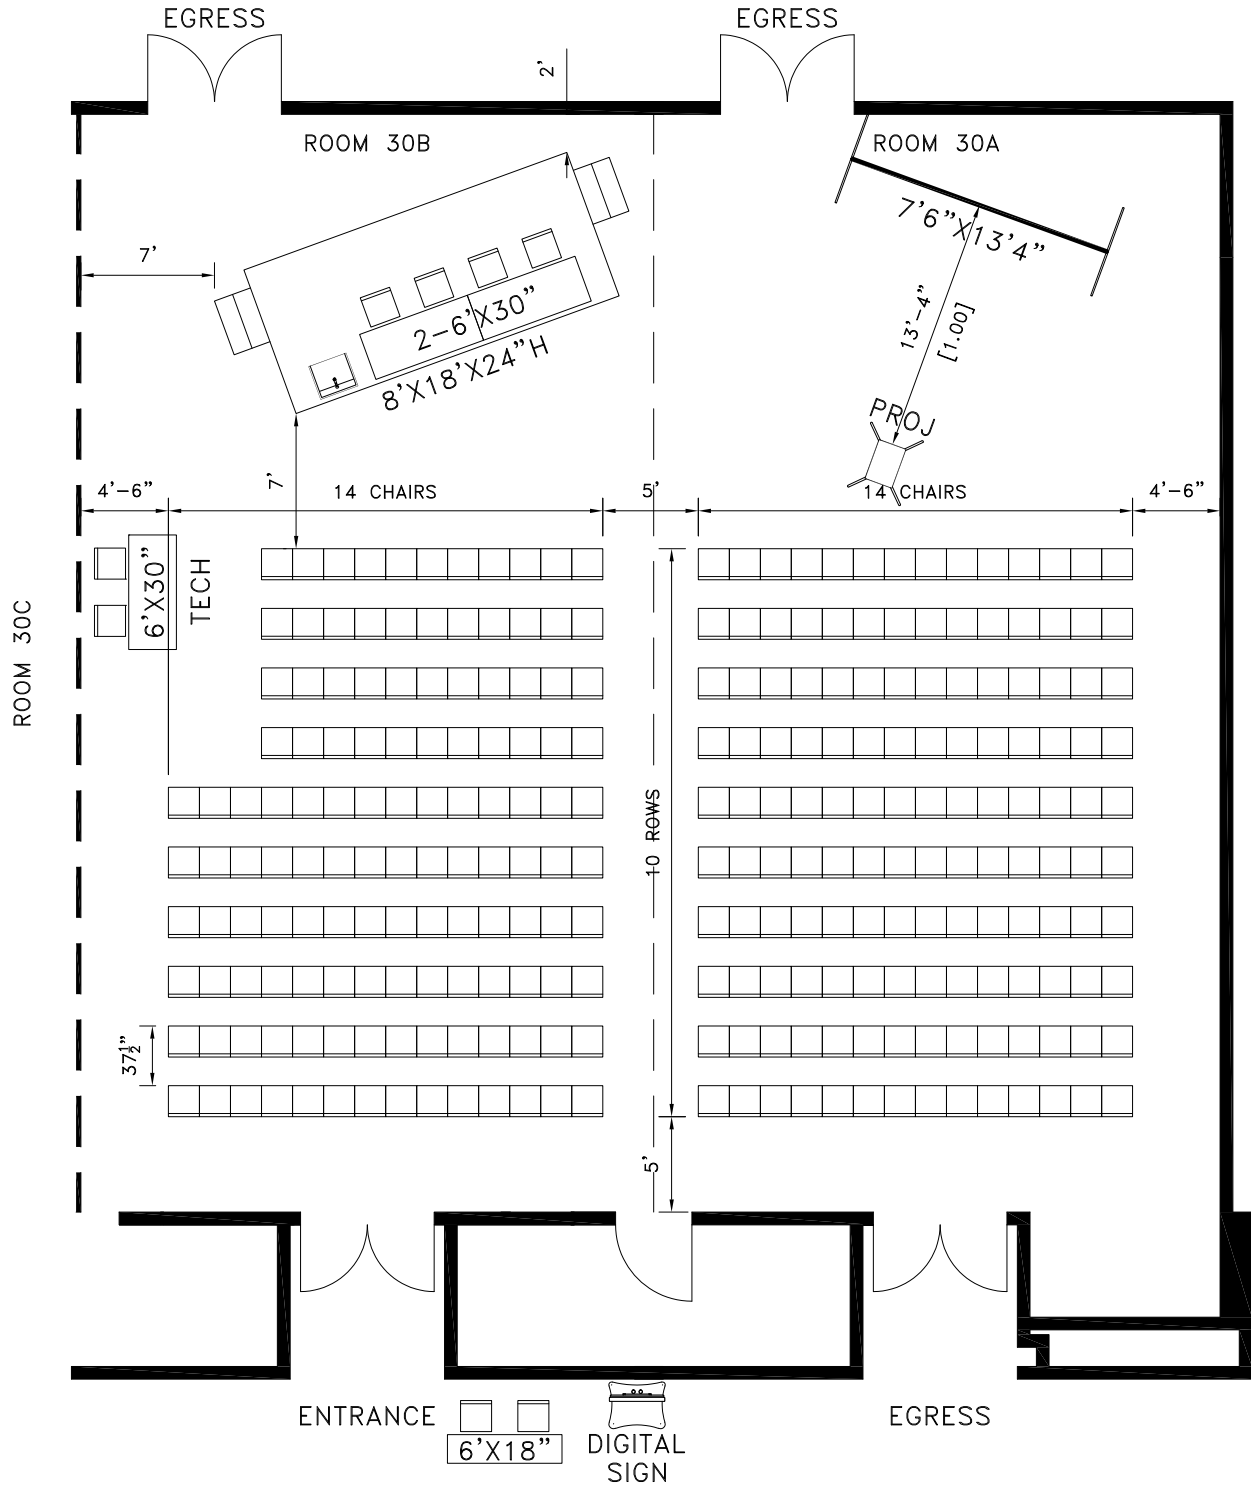 EGRESS
EGRESS
2'
ROOM 30B
ROOM 30A
7'6"X13'4"
7'
13'-4"
[1.00]
2-6'X30"
8'X18'X24"H
PROJ
7'
4'-6"
14 CHAIRS
5'
14 CHAIRS
4'-6"
6'X30"
TECH
ROOM 30C
10 ROWS
37½"
5'
ENTRANCE
EGRESS
6'X18"
DIGITAL
SIGN